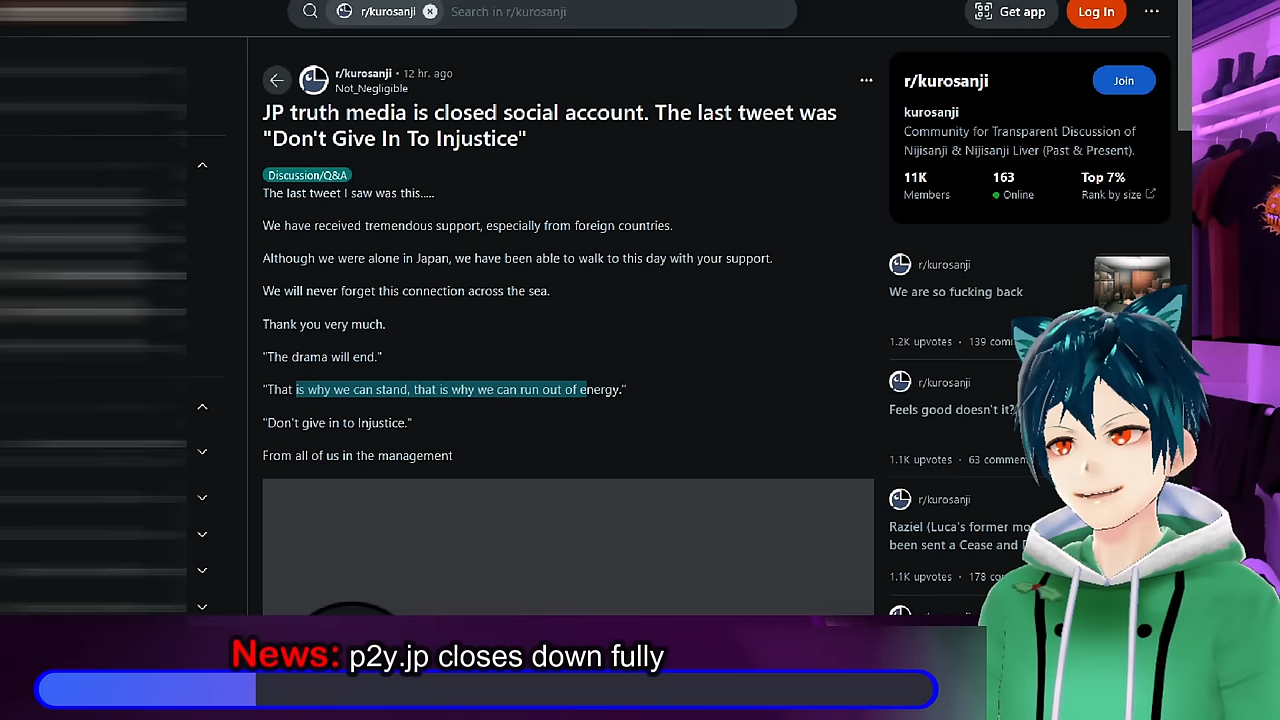 r/kurosanji
Search in r/kurosanji
Get app
Log In
r/kurosanji • 12 hr. ago
Not_Negligible
JP truth media is closed social account. The last tweet was
"Don't Give In To Injustice"
Discussion/Q&A
The last tweet I saw was this.....
We have received tremendous support, especially from foreign countries.
Although we were alone in Japan, we have been able to walk to this day with your support.
We will never forget this connection across the sea.
Thank you very much.
"The drama will end."
"That is why we can stand, that is why we can run out of energy."
"Don't give in to Injustice."
From all of us in the management
r/kurosanji
Join
kurosanji
Community for Transparent Discussion of
Nijisanji & Nijisanji Liver (Past & Present).
11K
163
Top 7%
Members
Online
Rank by size
r/kurosanji
We are so fucking back
1.2K upvotes • 139 comm
r/kurosanji
Feels good doesn't it?
1.1K upvotes • 63 commen
r/kurosanji
Raziel (Luca's former mo
been sent a Cease and
1.1K upvotes • 178 co
News: p2y.jp closes down fully